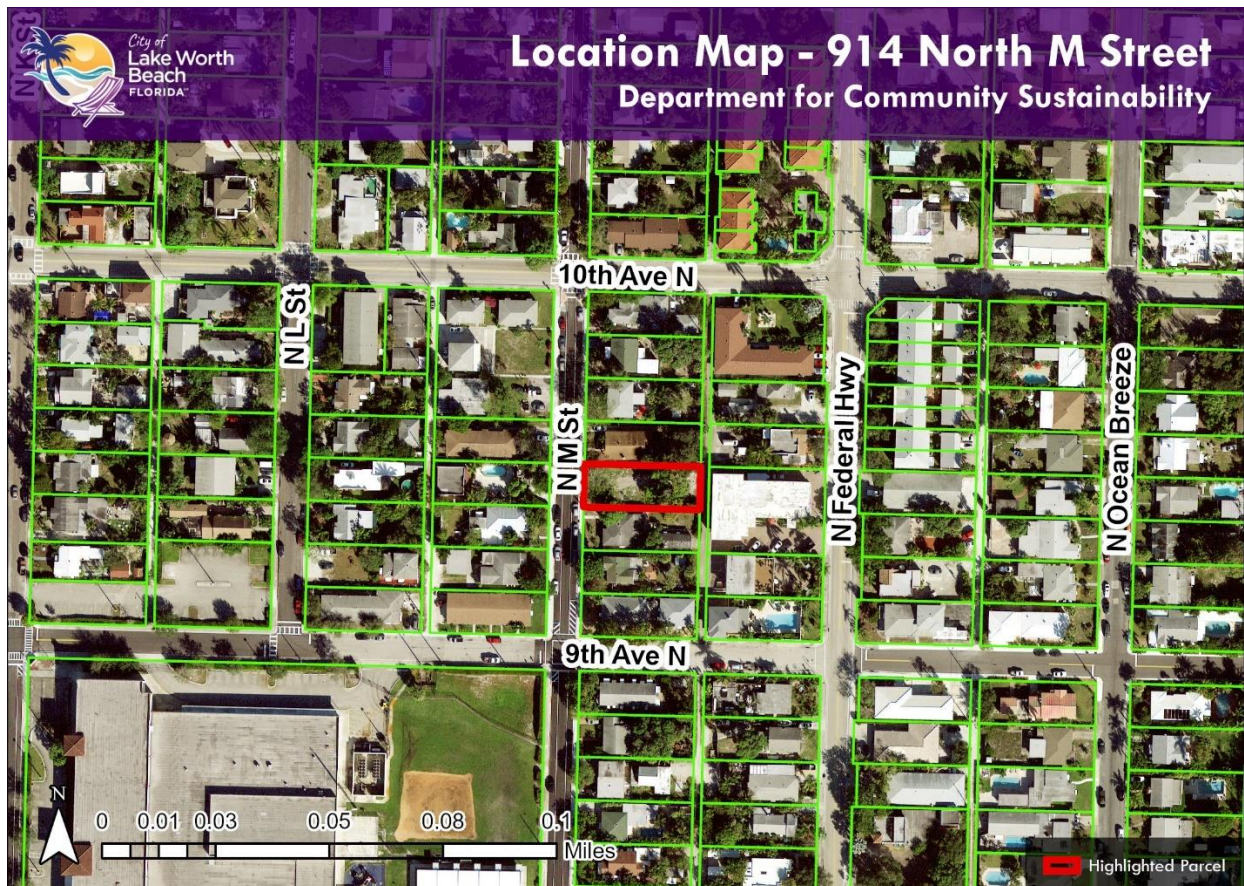 City of
Lake Worth
Beach
FLORIDA™
Location Map - 914 North M Street
Department for Community Sustainability
N K St
10th Ave N
N L St
N M St
N Federal Hwy
N Ocean Breeze
9th Ave N
N
0 0.01 0.03 0.05 0.08 0.1
Miles
Highlighted Parcel